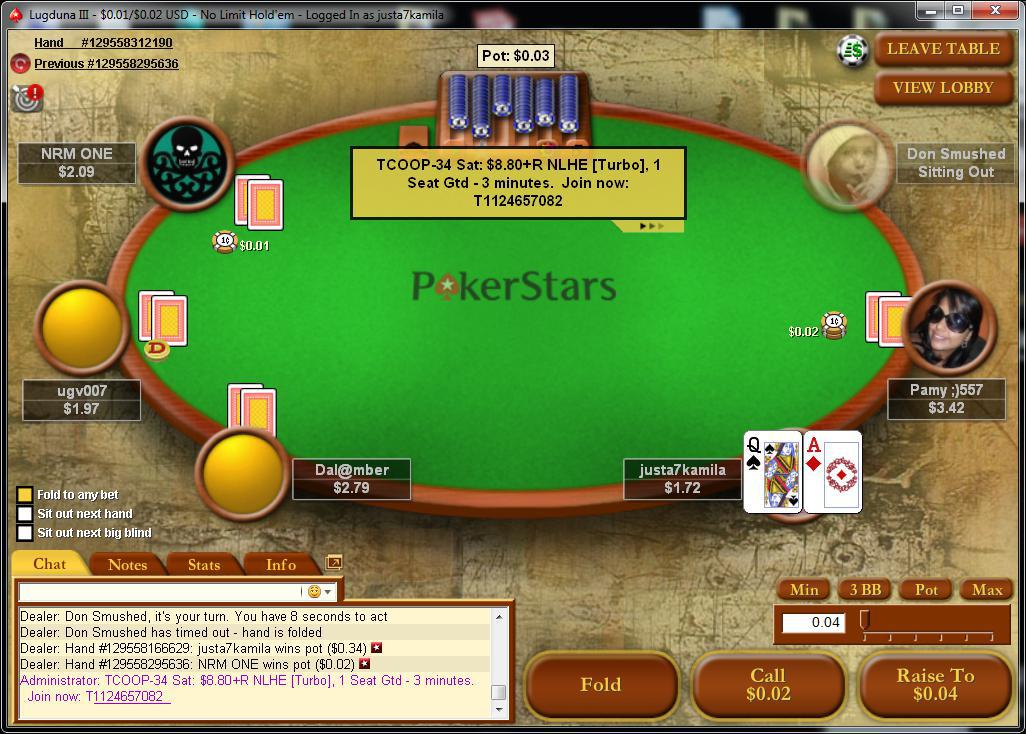 Lugduna III - $0.01/$0.02 USD - No Limit Hold'em - Logged In as justa7kamila
Hand #129558312190
Previous #129558295636
Pot: $0.03
LEAVE TABLE
VIEW LOBBY
NRM ONE
$2.09
TCOOP-34 Sat: $8.80+R NLHE [Turbo], 1
Seat Gtd - 3 minutes. Join now:
T1124657082
Don Smushed
Sitting Out
1¢ $0.01
PokerStars
$0.02 1¢
D
ugv007
$1.97
Pamy ;)557
$3.42
Dal@mber
$2.79
justa7kamila
$1.72
Q A
Fold to any bet
Sit out next hand
Sit out next big blind
Chat Notes Stats Info
Dealer: Don Smushed, it's your turn. You have 8 seconds to act
Dealer: Don Smushed has timed out - hand is folded
Dealer: Hand #129558166629: justa7kamila wins pot ($0.34)
Dealer: Hand #129558295636: NRM ONE wins pot ($0.02)
Administrator: TCOOP-34 Sat: $8.80+R NLHE [Turbo], 1 Seat Gtd - 3 minutes.
Join now: T1124657082
Min 3 BB Pot Max
0.04
Fold
Call
$0.02
Raise To
$0.04